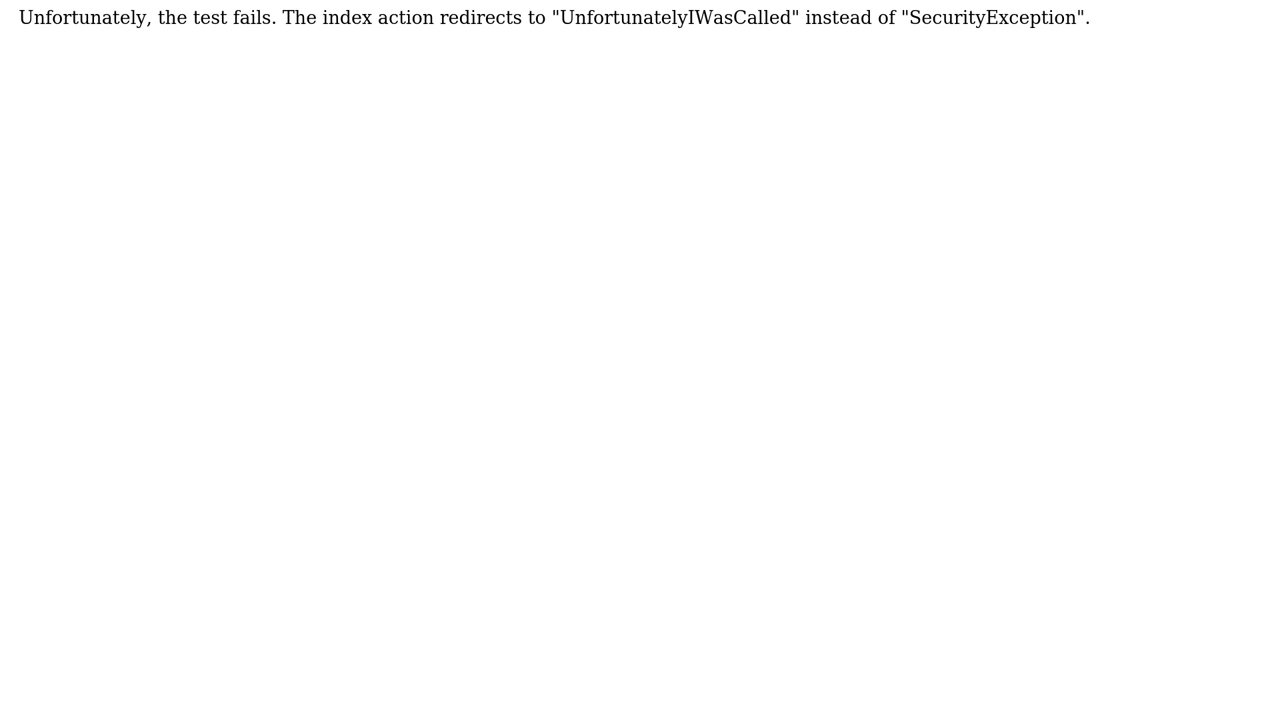 Unfortunately, the test fails. The index action redirects to "UnfortunatelyIWasCalled" instead of "SecurityException".